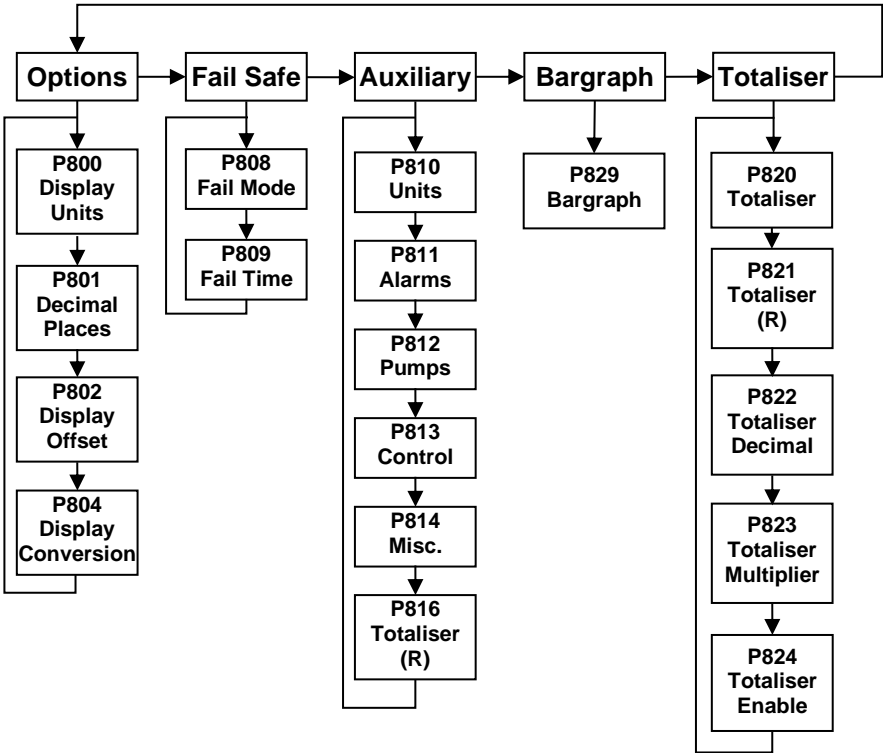 Options
Fail Safe
Auxiliary
Bargraph
Totaliser
P800
Display
Units
P801
Decimal
Places
P802
Display
Offset
P804
Display
Conversion
P808
Fail Mode
P809
Fail Time
P810
Units
P811
Alarms
P812
Pumps
P813
Control
P814
Misc.
P816
Totaliser
(R)
P829
Bargraph
P820
Totaliser
P821
Totaliser
(R)
P822
Totaliser
Decimal
P823
Totaliser
Multiplier
P824
Totaliser
Enable